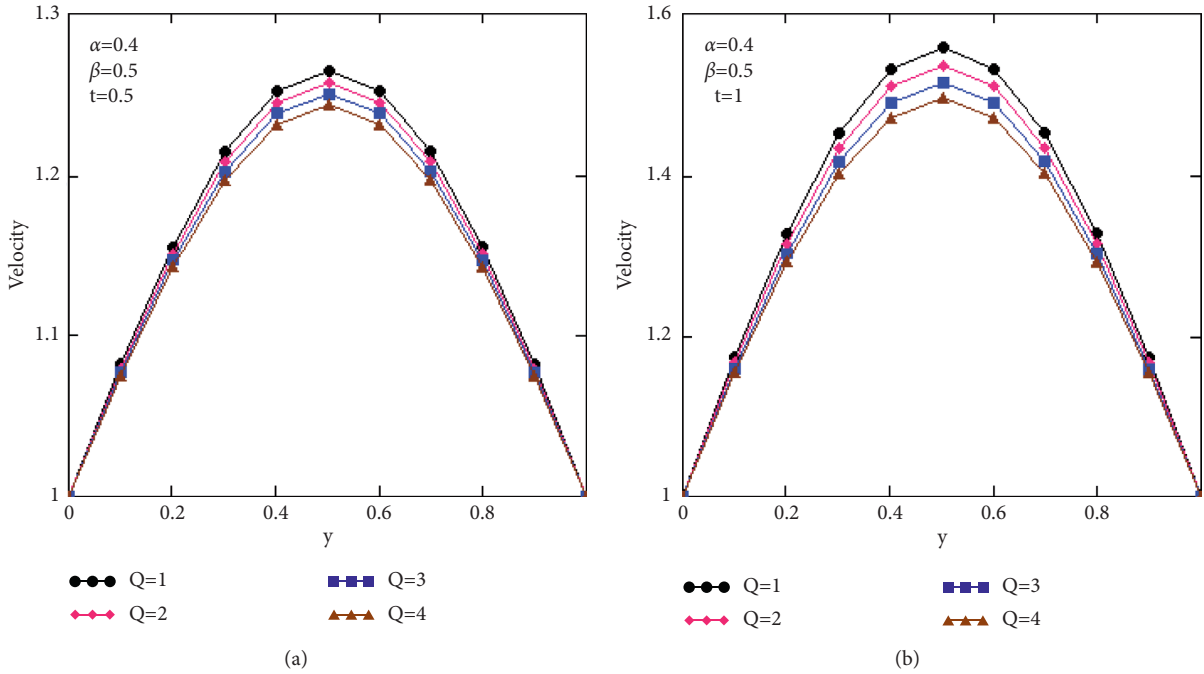 1.3
α=0.4
β=0.5
t=0.5
1.2
Velocity
1.1
1
0 0.2 0.4 0.6 0.8
y
Q=1 Q=3
Q=2 Q=4
(a)
1.6
α=0.4
β=0.5
t=1
1.4
Velocity
1.2
1
0 0.2 0.4 0.6 0.8
y
Q=1 Q=3
Q=2 Q=4
(b)